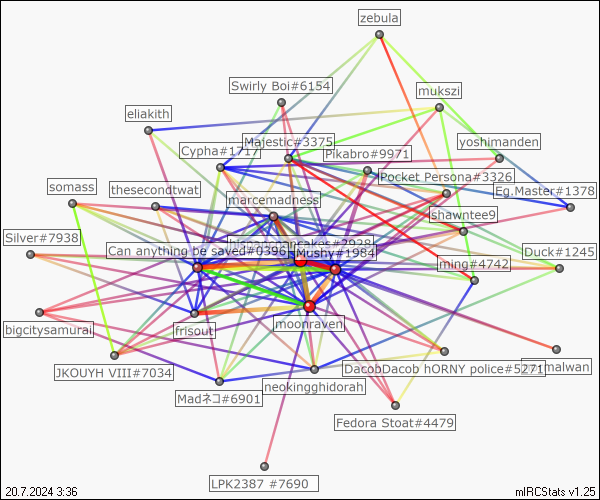 zebula
Swirly Boi#6154
mukszi
eliakith
Majestic#3375
yoshimanden
Cypha#1717
Pikabro#9971
Pocket Persona#3326
somass
thesecondtwat
Eg.Master#1378
marcemadness
shawntee9
Silver#7938
Can anything be saved#0396
Mushy#1984
Duck#1245
ming#4742
bigcitysamurai
frisout
moonraven
JKOUYH VIII#7034
DacobDacob hORNY police#5271
malwan
neokingghidorah
Madネコ#6901
Fedora Stoat#4479
LPK2387 #7690
20.7.2024 3:36
mIRCStats v1.25